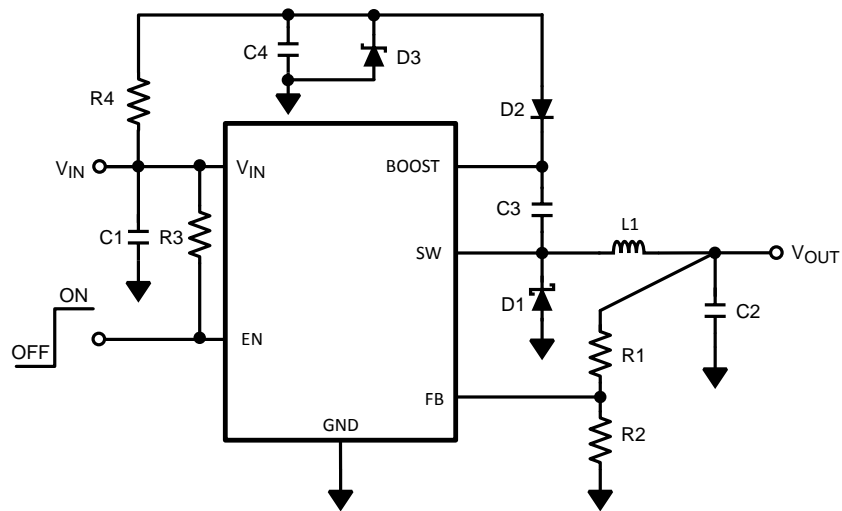 C4
D3
R4
D2
VIN
VIN
BOOST
C3
C1
R3
L1
SW
VOUT
ON
D1
C2
OFF
EN
R1
FB
GND
R2